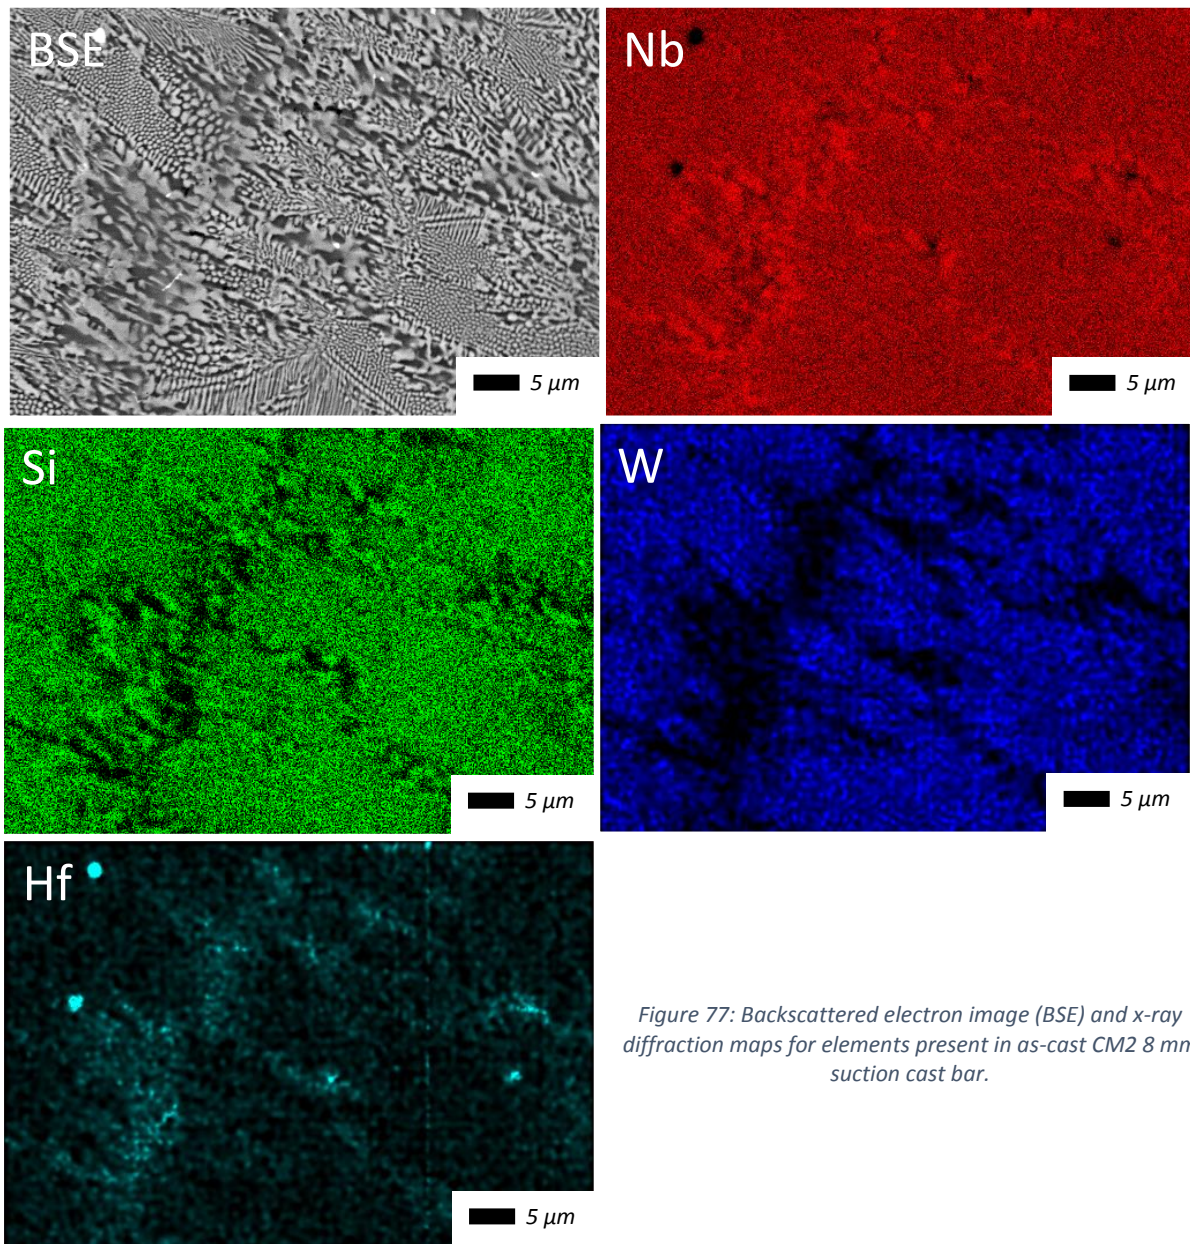 BSE
5 µm
Nb
5 µm
Si
5 µm
W
5 µm
Hf
5 µm
Figure 77: Backscattered electron image (BSE) and x-ray
diffraction maps for elements present in as-cast CM2 8 mm
suction cast bar.